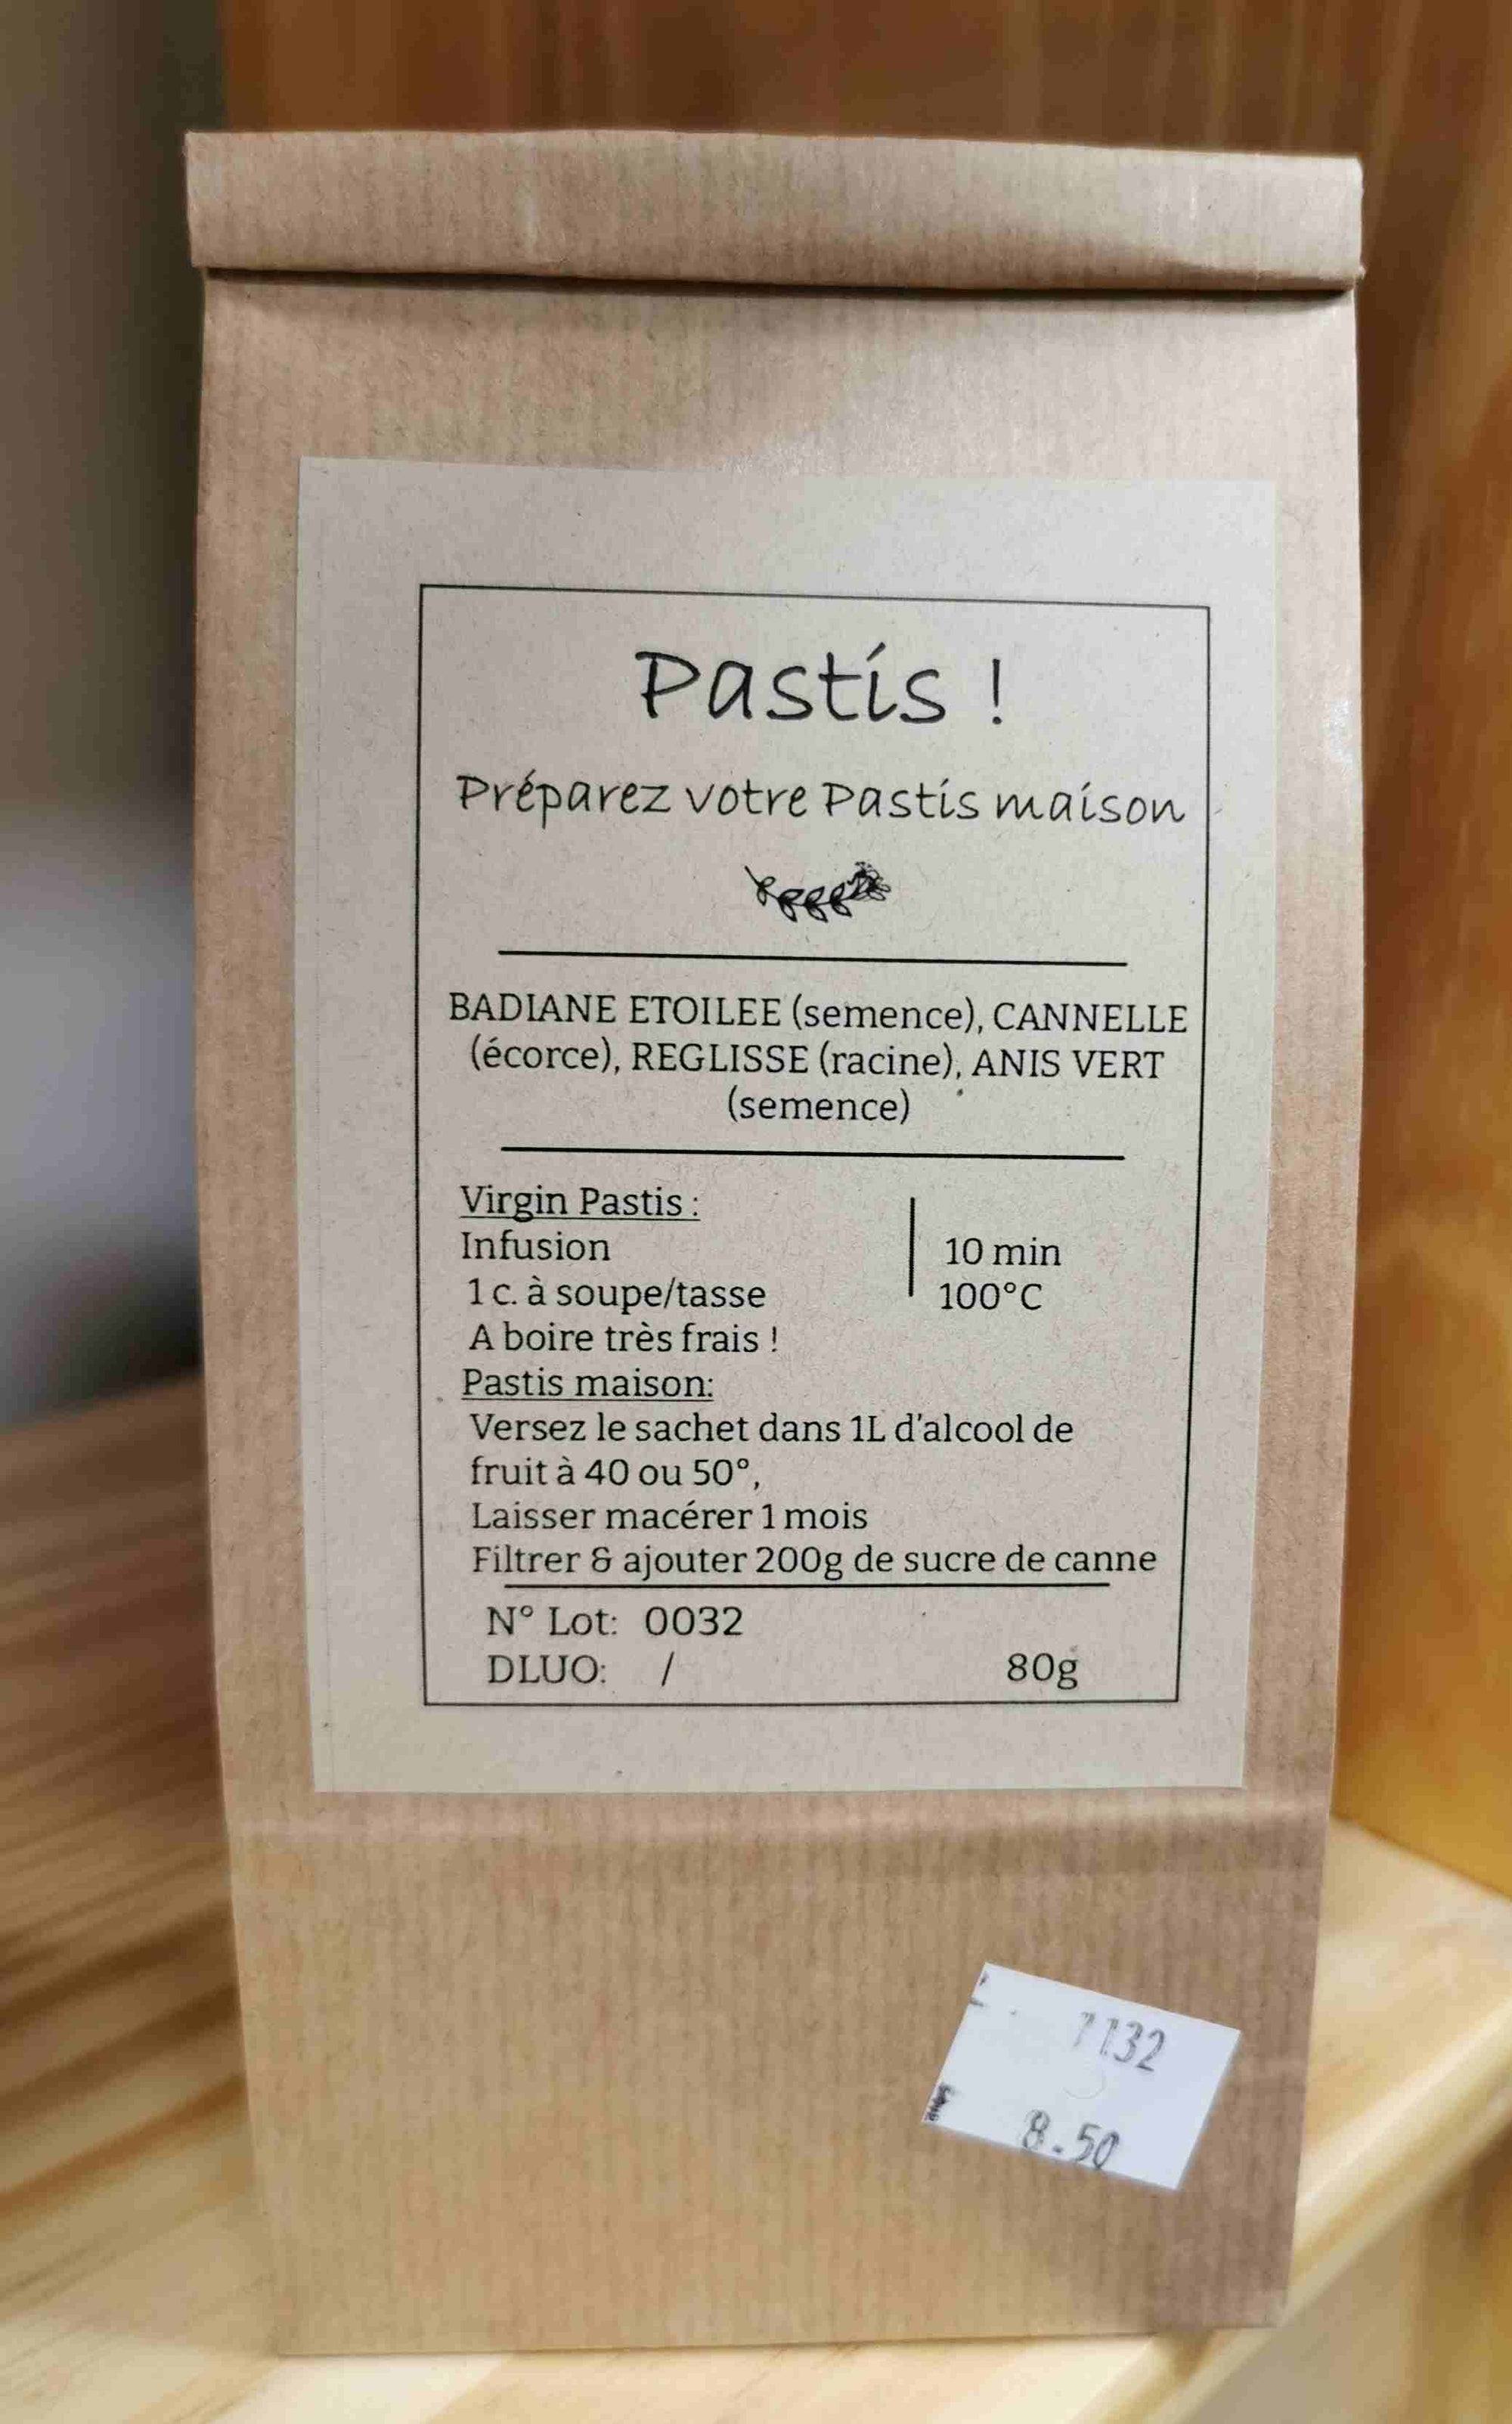 Pastis !
Préparez votre Pastis maison
BADIANE ETOILEE (semence), CANNELLE
(écorce), REGLISSE (racine), ANIS VERT
(semence)
Virgin Pastis :
Infusion
10 min
1 c. à soupe/tasse
100°C
A boire très frais !
Pastis maison:
Versez le sachet dans 1L d'alcool de
fruit à 40 ou 50°,
Laisser macérer 1 mois
Filtrer & ajouter 200g de sucre de canne
N° Lot: 0032
DLUO: /
80g
8.50